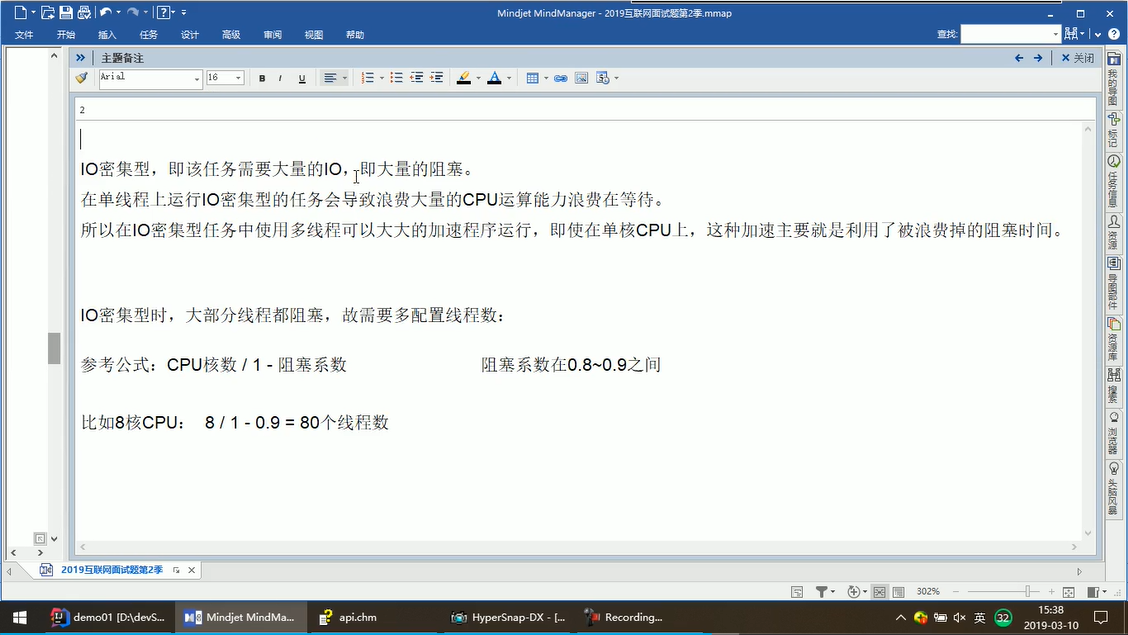 Mindjet MindManager - 2019互联网面试题第2季.mmap
文件 开始 插入 任务 设计 高级 审阅 视图 帮助 查找:
主题备注 关闭
Arial 16 B I U
2
IO密集型，即该任务需要大量的IO，即大量的阻塞。
在单线程上运行IO密集型的任务会导致浪费大量的CPU运算能力浪费在等待。
所以在IO密集型任务中使用多线程可以大大的加速程序运行，即使在单核CPU上，这种加速主要就是利用了被浪费掉的阻塞时间。
IO密集型时，大部分线程都阻塞，故需要多配置线程数：
参考公式：CPU核数 / 1 - 阻塞系数 阻塞系数在0.8~0.9之间
比如8核CPU： 8 / 1 - 0.9 = 80个线程数
我的导图
标记
任务信息
资源
导图部件
资源库
搜索
浏览器
头脑风暴
2019互联网面试题第2季
302%
demo01 [D:\devS... Mindjet MindMa... api.chm HyperSnap-DX - [... Recording...英 32 15:38
2019-03-10